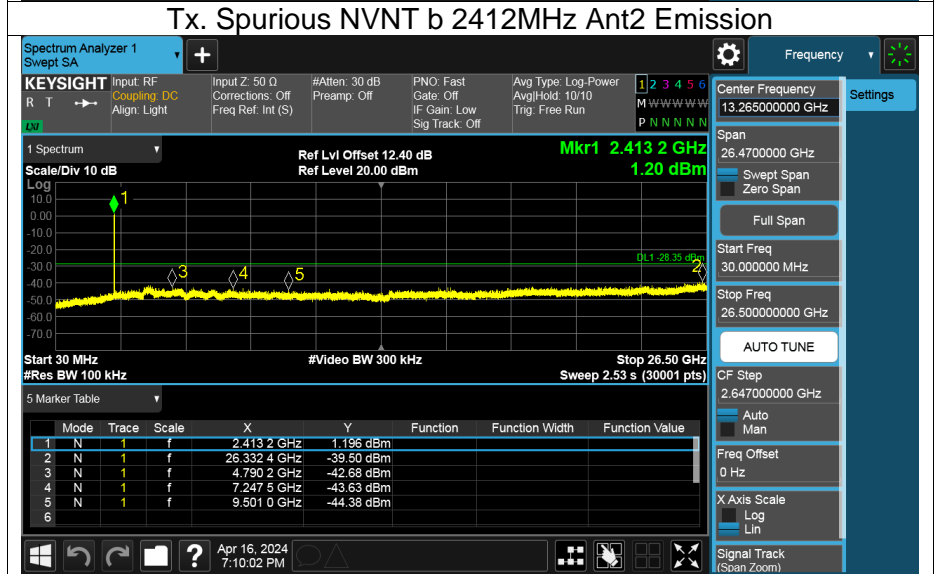 Tx. Spurious NVNT b 2412MHz Ant2 Emission
Spectrum Analyzer 1
Swept SA
+
Frequency
KEYSIGHT
R T
LXI
Input: RF
Coupling: DC
Align: Light
Input Z: 50 Ω
Corrections: Off
Freq Ref: Int (S)
#Atten: 30 dB
Preamp: Off
PNO: Fast
Gate: Off
IF Gain: Low
Sig Track: Off
Avg Type: Log-Power
Avg|Hold: 10/10
Trig: Free Run
1 2 3 4 5 6
M W W W W W
P N N N N N
1 Spectrum
Scale/Div 10 dB
Ref Lvl Offset 12.40 dB
Ref Level 20.00 dBm
Mkr1 2.413 2 GHz
1.20 dBm
Log
10.0
0.00
-10.0
-20.0
-30.0
-40.0
-50.0
-60.0
-70.0
1
3
4
5
2
DL1 -28.35 dBm
Start 30 MHz
#Video BW 300 kHz
Stop 26.50 GHz
#Res BW 100 kHz
Sweep 2.53 s (30001 pts)
5 Marker Table
Mode Trace Scale X Y Function Function Width Function Value
1 N 1 f 2.413 2 GHz 1.196 dBm
2 N 1 f 26.332 4 GHz -39.50 dBm
3 N 1 f 4.790 2 GHz -42.68 dBm
4 N 1 f 7.247 5 GHz -43.63 dBm
5 N 1 f 9.501 0 GHz -44.38 dBm
6
?
Apr 16, 2024
7:10:02 PM
Center Frequency
13.265000000 GHz
Span
26.4700000 GHz
Swept Span
Zero Span
Full Span
Start Freq
30.000000 MHz
Stop Freq
26.500000000 GHz
AUTO TUNE
CF Step
2.647000000 GHz
Auto
Man
Freq Offset
0 Hz
X Axis Scale
Log
Lin
Signal Track
(Span Zoom)
Settings